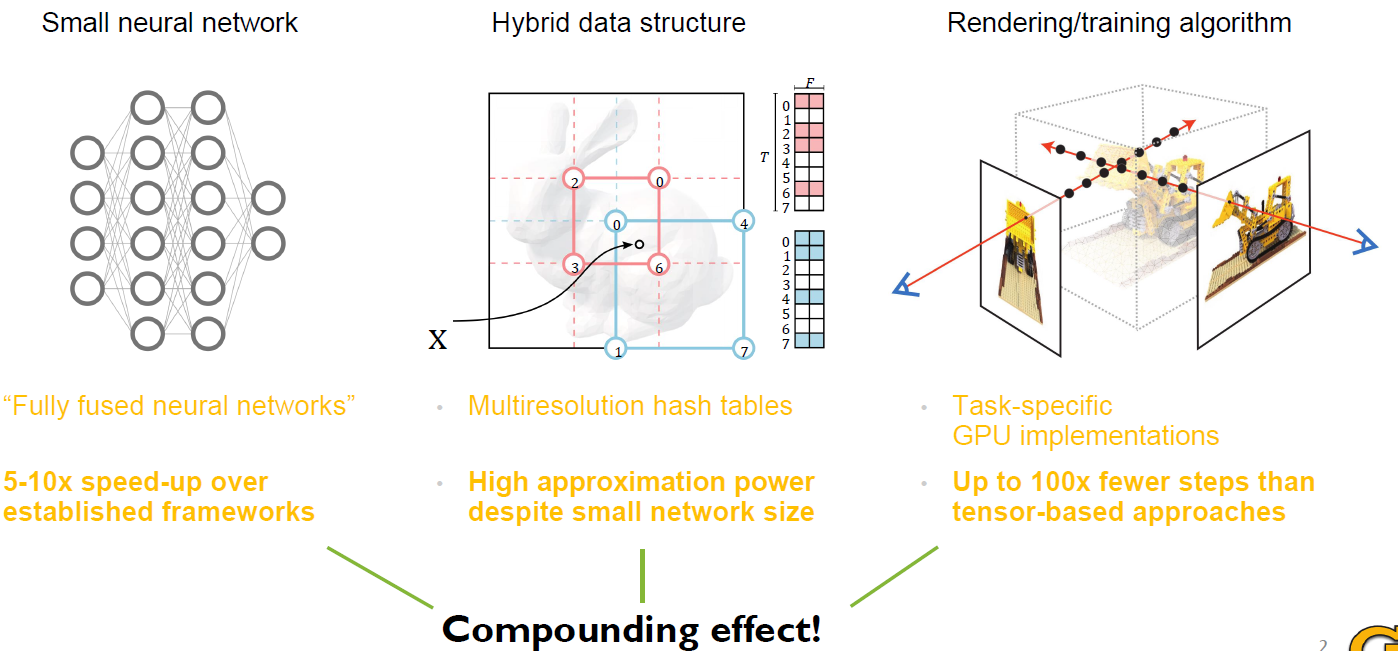 Small neural network
Hybrid data structure
Rendering/training algorithm
F
T
0
1
2
3
4
5
6
7
0
1
2
3
4
5
6
7
2
0
0
4
3
6
1
7
X
“Fully fused neural networks”
5-10x speed-up over
established frameworks
Multiresolution hash tables
High approximation power
despite small network size
Task-specific
GPU implementations
Up to 100x fewer steps than
tensor-based approaches
Compounding effect!
2